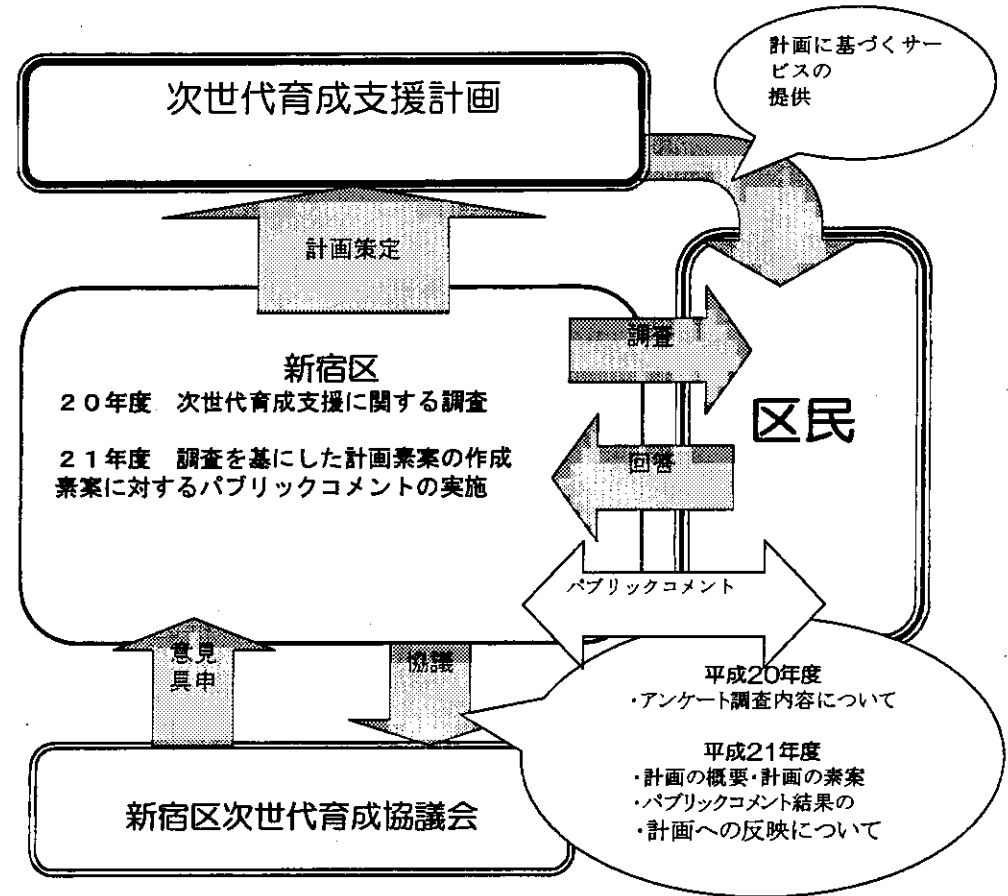 計画に基づくサー
ビスの
提供
次世代育成支援計画
計画策定
新宿区
20年度 次世代育成支援に関する調査
21年度 調査を基にした計画素案の作成
素案に対するパブリックコメントの実施
調査
区民
回答
パブリックコメント
意見
具申
協議
平成20年度
・アンケート調査内容について
平成21年度
・計画の概要・計画の素案
・パブリックコメント結果の
・計画への反映について
新宿区次世代育成協議会